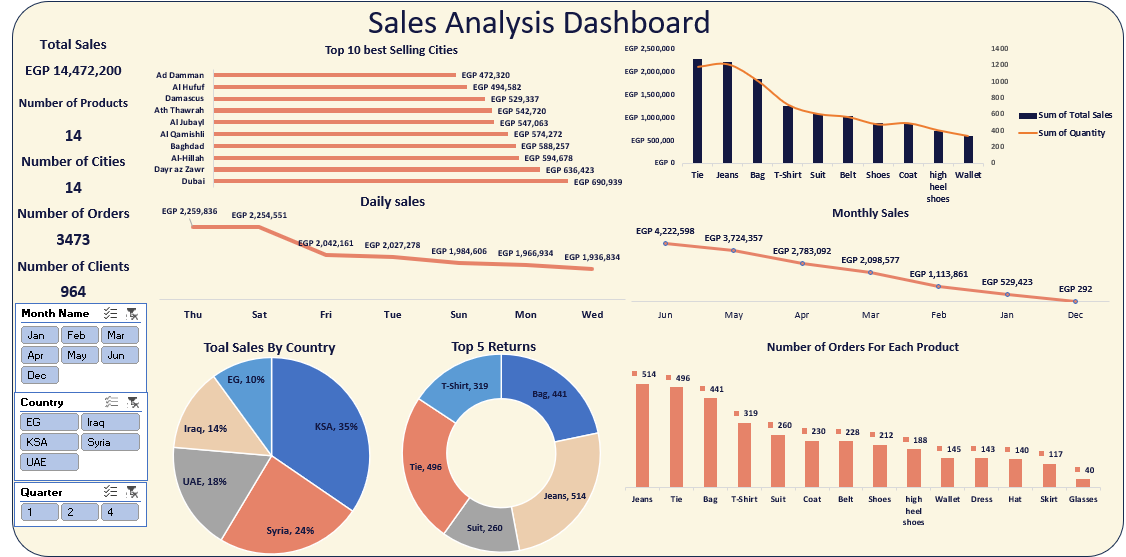 Sales Analysis Dashboard
Total Sales
EGP 14,472,200
Number of Products
14
Number of Cities
14
Number of Orders
3473
Number of Clients
964
Top 10 best Selling Cities
Ad Damman EGP 472,320
Al Hufuf EGP 494,582
Damascus EGP 529,337
Ath Thawrah EGP 542,720
Al Jubayl EGP 547,063
Al Qamishli EGP 574,272
Baghdad EGP 588,257
Al-Hillah EGP 594,678
Dayr az Zawr EGP 636,423
Dubai EGP 690,939
EGP 2,500,000 1400
EGP 2,000,000 1200
EGP 1,500,000 1000
EGP 1,000,000 800
EGP 500,000 600
EGP 0 400
200
0
Sum of Total Sales
Sum of Quantity
Tie Jeans Bag T-Shirt Suit Belt Shoes Coat high heel shoes Wallet
Daily sales
EGP 2,259,836 EGP 2,254,551 EGP 2,042,161 EGP 2,027,278 EGP 1,984,606 EGP 1,966,934 EGP 1,936,834
Thu Sat Fri Tue Sun Mon Wed
Monthly Sales
EGP 4,222,598 EGP 3,724,357 EGP 2,783,092 EGP 2,098,577 EGP 1,113,861 EGP 529,423 EGP 292
Jun May Apr Mar Feb Jan Dec
Month Name
Jan Feb Mar
Apr May Jun
Dec
Country
EG Iraq
KSA Syria
UAE
Quarter
1 2 4
Toal Sales By Country
EG, 10%
KSA, 35%
Iraq, 14%
UAE, 18%
Syria, 24%
Top 5 Returns
T-Shirt, 319
Bag, 441
Tie, 496
Jeans, 514
Suit, 260
Number of Orders For Each Product
514 496 441 319 260 230 228 212 188 145 143 140 117 40
Jeans Tie Bag T-Shirt Suit Coat Belt Shoes high heel shoes Wallet Dress Hat Skirt Glasses